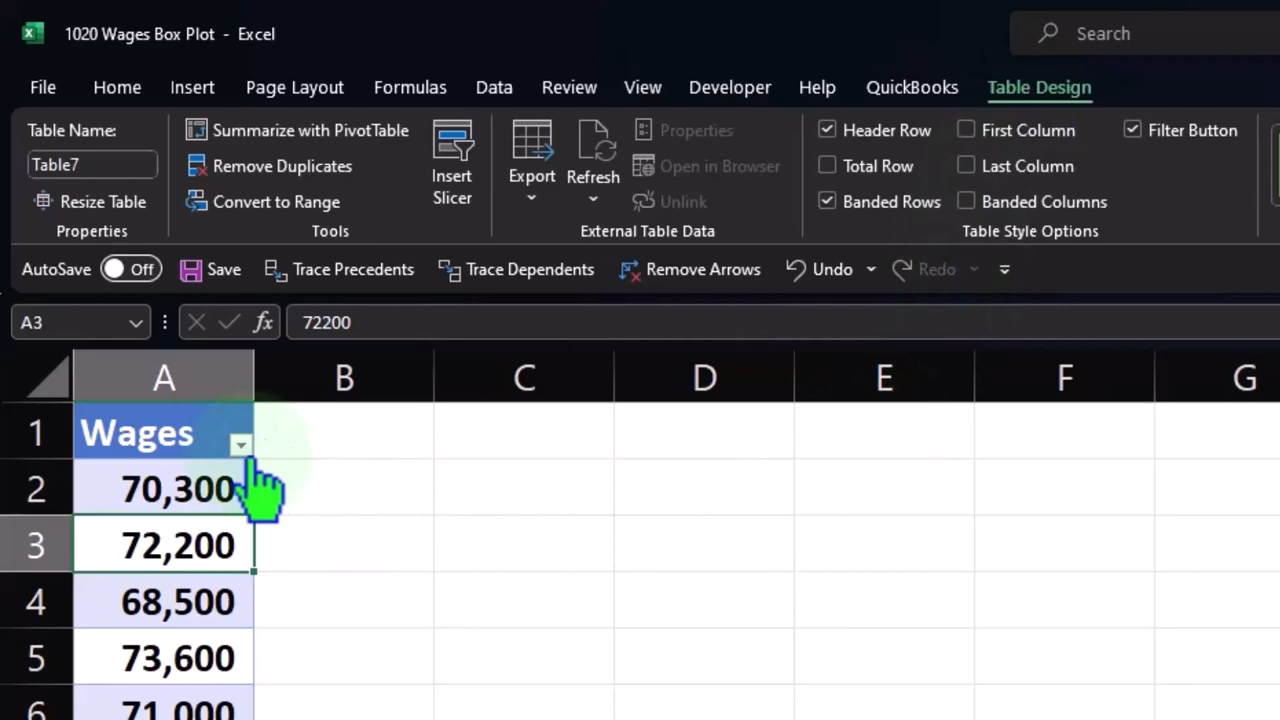 1020 Wages Box Plot - Excel
Search
File Home Insert Page Layout Formulas Data Review View Developer Help QuickBooks Table Design
Table Name:
Table7
Resize Table
Properties
Summarize with PivotTable
Remove Duplicates
Convert to Range
Tools
Insert
Slicer
Export
Refresh
Properties
Open in Browser
Unlink
External Table Data
Header Row
First Column
Filter Button
Total Row
Last Column
Banded Rows
Banded Columns
Table Style Options
AutoSave Off Save Trace Precedents Trace Dependents Remove Arrows Undo Redo
A3 fx 72200
A B C D E F G
1 Wages
2 70,300
3 72,200
4 68,500
5 73,600
6 71,000